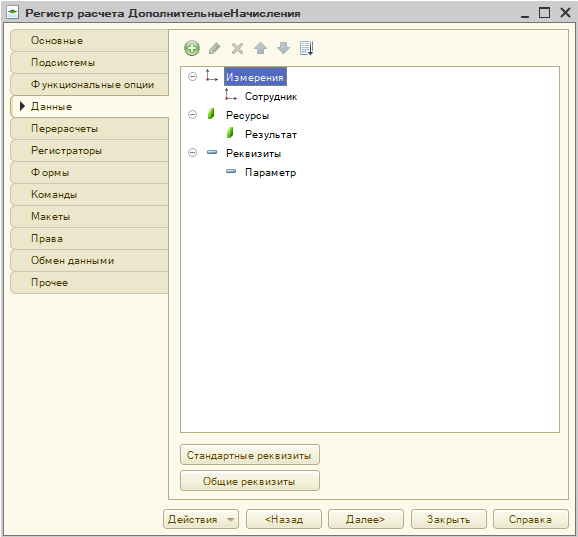 Регистр расчета ДополнительныеНачисления
Основные
Подсистемы
Функциональные опции
Данные
Перерасчеты
Регистраторы
Формы
Команды
Макеты
Права
Обмен данными
Прочее
Измерения
Сотрудник
Ресурсы
Результат
Реквизиты
Параметр
Стандартные реквизиты
Общие реквизиты
Действия
<Назад
Далее>
Закрыть
Справка